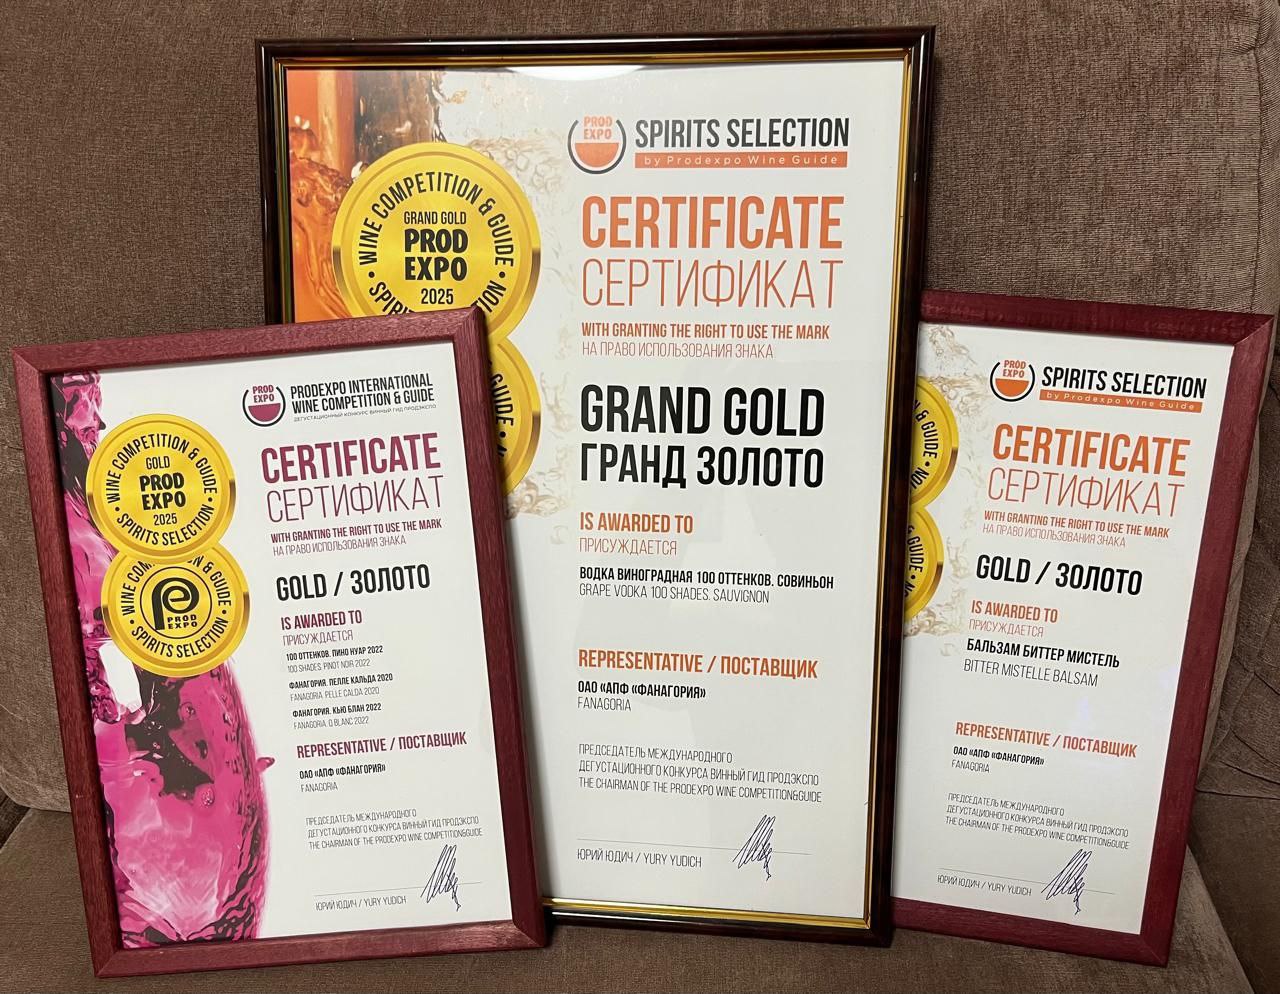 PROD
EXPO
PRODEXPO INTERNATIONAL
WINE COMPETITION & GUIDE
ДЕГУСТАЦИОННЫЙ КОНКУРС ВИННЫЙ ГИД ПРОДЭКСПО
WINE COMPETITION & GUIDE
GOLD
PROD
EXPO
2025
SPIRITS SELECTION
WINE & GUIDE
PROD
EXPO
SPIRITS SELECTION
CERTIFICATE
СЕРТИФИКАТ
WITH GRANTING THE RIGHT TO USE THE MARK
НА ПРАВО ИСПОЛЬЗОВАНИЯ ЗНАКА
GOLD / ЗОЛОТО
IS AWARDED TO
ПРИСУЖДАЕТСЯ
100 ОТТЕНКОВ. ПИНО НУАР 2022
100 SHADES. PINOT NOIR 2022
ФАНАГОРИЯ. ПЕЛЛЕ КАЛЬДА 2020
FANAGORIA. PELLE CALDA 2020
ФАНАГОРИЯ. КЬЮ БЛАН 2022
FANAGORIA. Q BLANC 2022
REPRESENTATIVE / ПОСТАВЩИК
ОАО «АПФ «ФАНАГОРИЯ»
FANAGORIA
ПРЕДСЕДАТЕЛЬ МЕЖДУНАРОДНОГО
ДЕГУСТАЦИОННОГО КОНКУРСА ВИННЫЙ ГИД ПРОДЭКСПО
THE CHAIRMAN OF THE PRODEXPO WINE COMPETITION&GUIDE
ЮРИЙ ЮДИЧ / YURY YUDICH
PROD
EXPO
SPIRITS SELECTION
by Prodexpo Wine Guide
WINE COMPETITION & GUIDE
GRAND GOLD
PROD
EXPO
2025
GUIDE
CERTIFICATE
СЕРТИФИКАТ
WITH GRANTING THE RIGHT TO USE THE MARK
НА ПРАВО ИСПОЛЬЗОВАНИЯ ЗНАКА
GRAND GOLD
ГРАНД ЗОЛОТО
IS AWARDED TO
ПРИСУЖДАЕТСЯ
ВОДКА ВИНОГРАДНАЯ 100 ОТТЕНКОВ. СОВИНЬОН
GRAPE VODKA 100 SHADES. SAUVIGNON
REPRESENTATIVE / ПОСТАВЩИК
ОАО «АПФ «ФАНАГОРИЯ»
FANAGORIA
ПРЕДСЕДАТЕЛЬ МЕЖДУНАРОДНОГО
ДЕГУСТАЦИОННОГО КОНКУРСА ВИННЫЙ ГИД ПРОДЭКСПО
THE CHAIRMAN OF THE PRODEXPO WINE COMPETITION&GUIDE
ЮРИЙ ЮДИЧ / YURY YUDICH
PROD
EXPO
SPIRITS SELECTION
by Prodexpo Wine Guide
& GUIDE
& GUIDE
CERTIFICATE
СЕРТИФИКАТ
WITH GRANTING THE RIGHT TO USE THE MARK
НА ПРАВО ИСПОЛЬЗОВАНИЯ ЗНАКА
GOLD / ЗОЛОТО
IS AWARDED TO
ПРИСУЖДАЕТСЯ
БАЛЬЗАМ БИТТЕР МИСТЕЛЬ
BITTER MISTELLE BALSAM
REPRESENTATIVE / ПОСТАВЩИК
ОАО «АПФ «ФАНАГОРИЯ»
FANAGORIA
ПРЕДСЕДАТЕЛЬ МЕЖДУНАРОДНОГО
ДЕГУСТАЦИОННОГО КОНКУРСА ВИННЫЙ ГИД ПРОДЭКСПО
THE CHAIRMAN OF THE PRODEXPO WINE COMPETITION&GUIDE
ЮРИЙ ЮДИЧ / YURY YUDICH